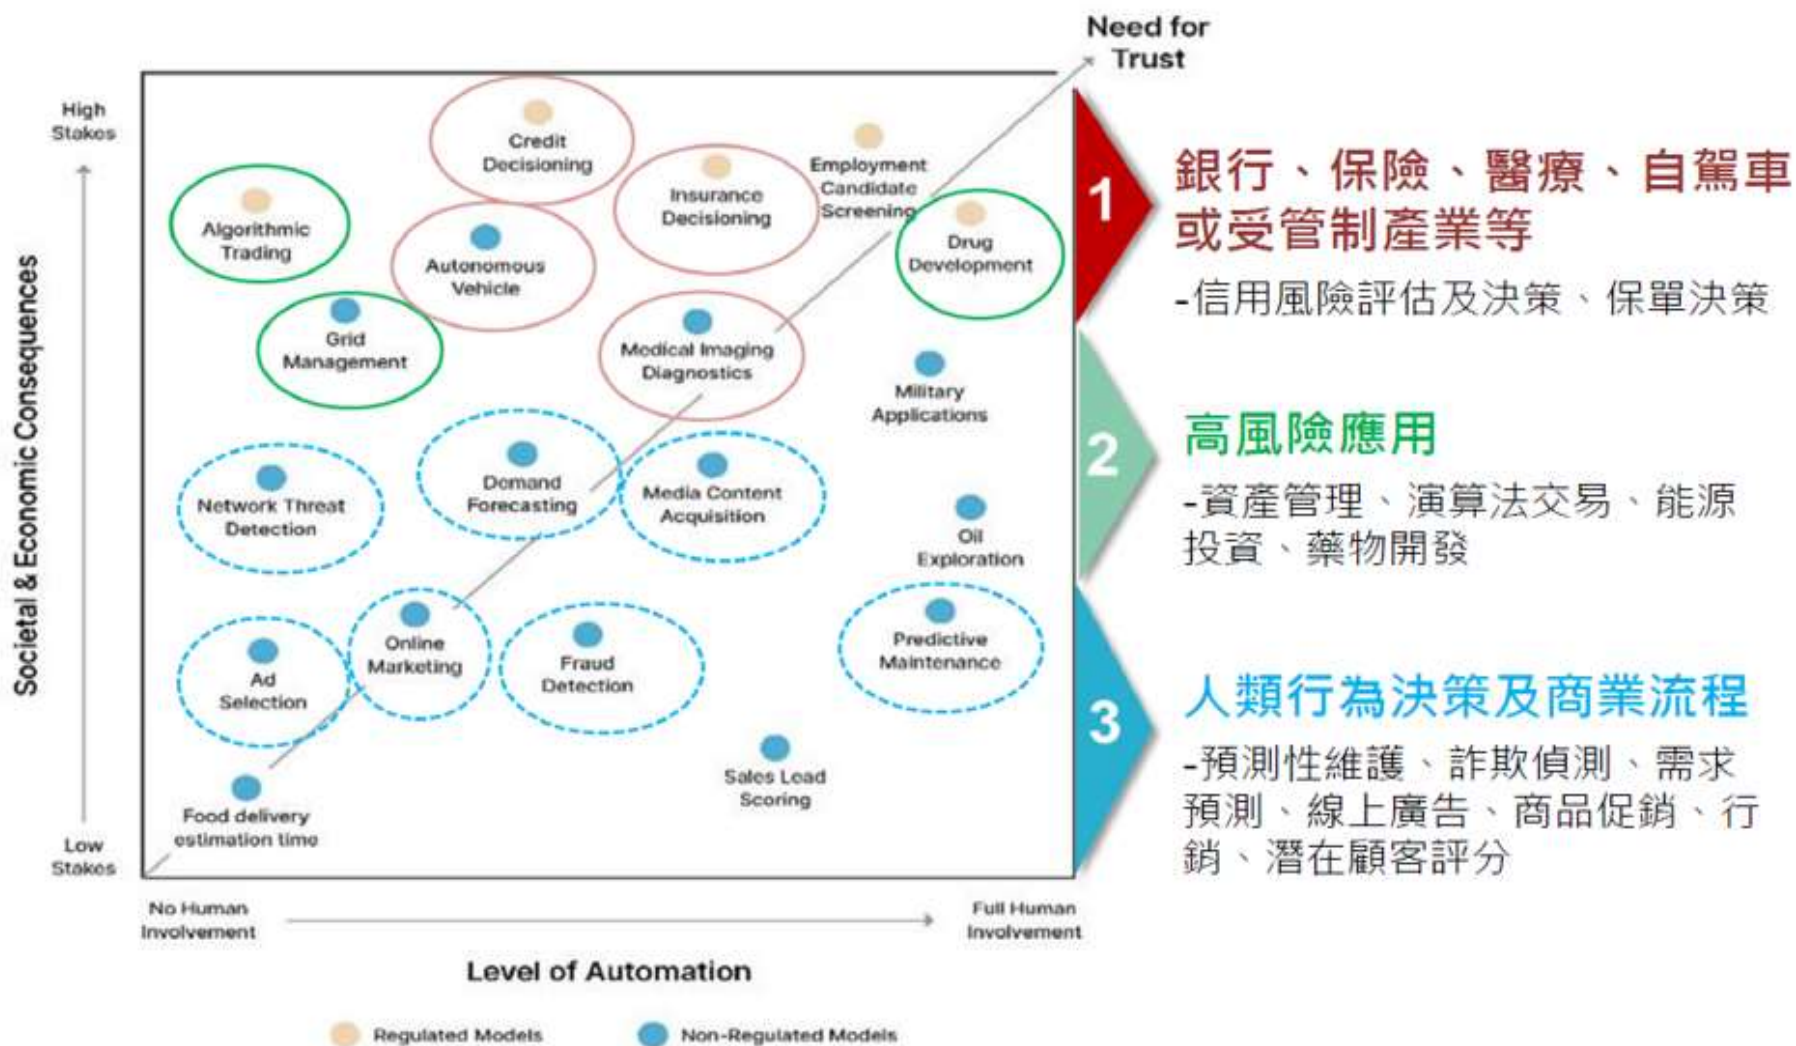 Need for
Trust
High
Stakes
Credit
Decisioning
Employment
Candidate
Screening
Insurance
Decisioning
Algorithmic
Trading
Autonomous
Vehicle
Drug
Development
Grid
Management
Medical Imaging
Diagnostics
Military
Applications
Societal & Economic Consequences
Network Threat
Detection
Demand
Forecasting
Media Content
Acquisition
Oil
Exploration
Ad
Selection
Online
Marketing
Fraud
Detection
Predictive
Maintenance
Sales Lead
Scoring
Food delivery
estimation time
Low
Stakes
No Human
Involvement
Full Human
Involvement
Level of Automation
Regulated Models
Non-Regulated Models
1
銀行、保險、醫療、自駕車
或受管制產業等
-信用風險評估及決策、保單決策
2
高風險應用
-資產管理、演算法交易、能源
投資、藥物開發
3
人類行為決策及商業流程
-預測性維護、詐欺偵測、需求
預測、線上廣告、商品促銷、行
銷、潛在顧客評分